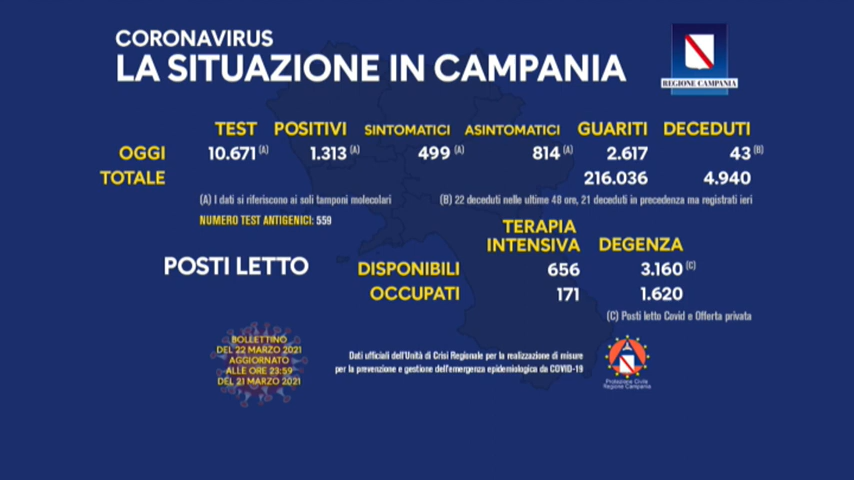 CORONAVIRUS
LA SITUAZIONE IN CAMPANIA
REGIONE CAMPANIA
TEST POSITIVI SINTOMATICI ASINTOMATICI GUARITI DECEDUTI
OGGI 10.671 (A) 1.313 (A) 499 (A) 814 (A) 2.617 43 (B)
TOTALE 216.036 4.940
(A) I dati si riferiscono ai soli tamponi molecolari (B) 22 deceduti nelle ultime 48 ore, 21 deceduti in precedenza ma registrati ieri
NUMERO TEST ANTIGENICI: 559
TERAPIA
INTENSIVA DEGENZA
POSTI LETTO DISPONIBILI 656 3.160 (C)
OCCUPATI 171 1.620
(C) Posti letto Covid e Offerta privata
BOLLETTINO
DEL 22 MARZO 2021
AGGIORNATO
ALLE ORE 23:59
DEL 21 MARZO 2021
Dati ufficiali dell'Unità di Crisi Regionale per la realizzazione di misure
per la prevenzione e gestione dell'emergenza epidemiologica da COVID-19
Protezione Civile
Regione Campania